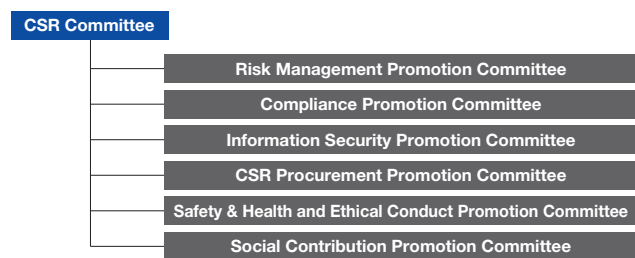 CSR Committee
Risk Management Promotion Committee
Compliance Promotion Committee
Information Security Promotion Committee
CSR Procurement Promotion Committee
Safety & Health and Ethical Conduct Promotion Committee
Social Contribution Promotion Committee